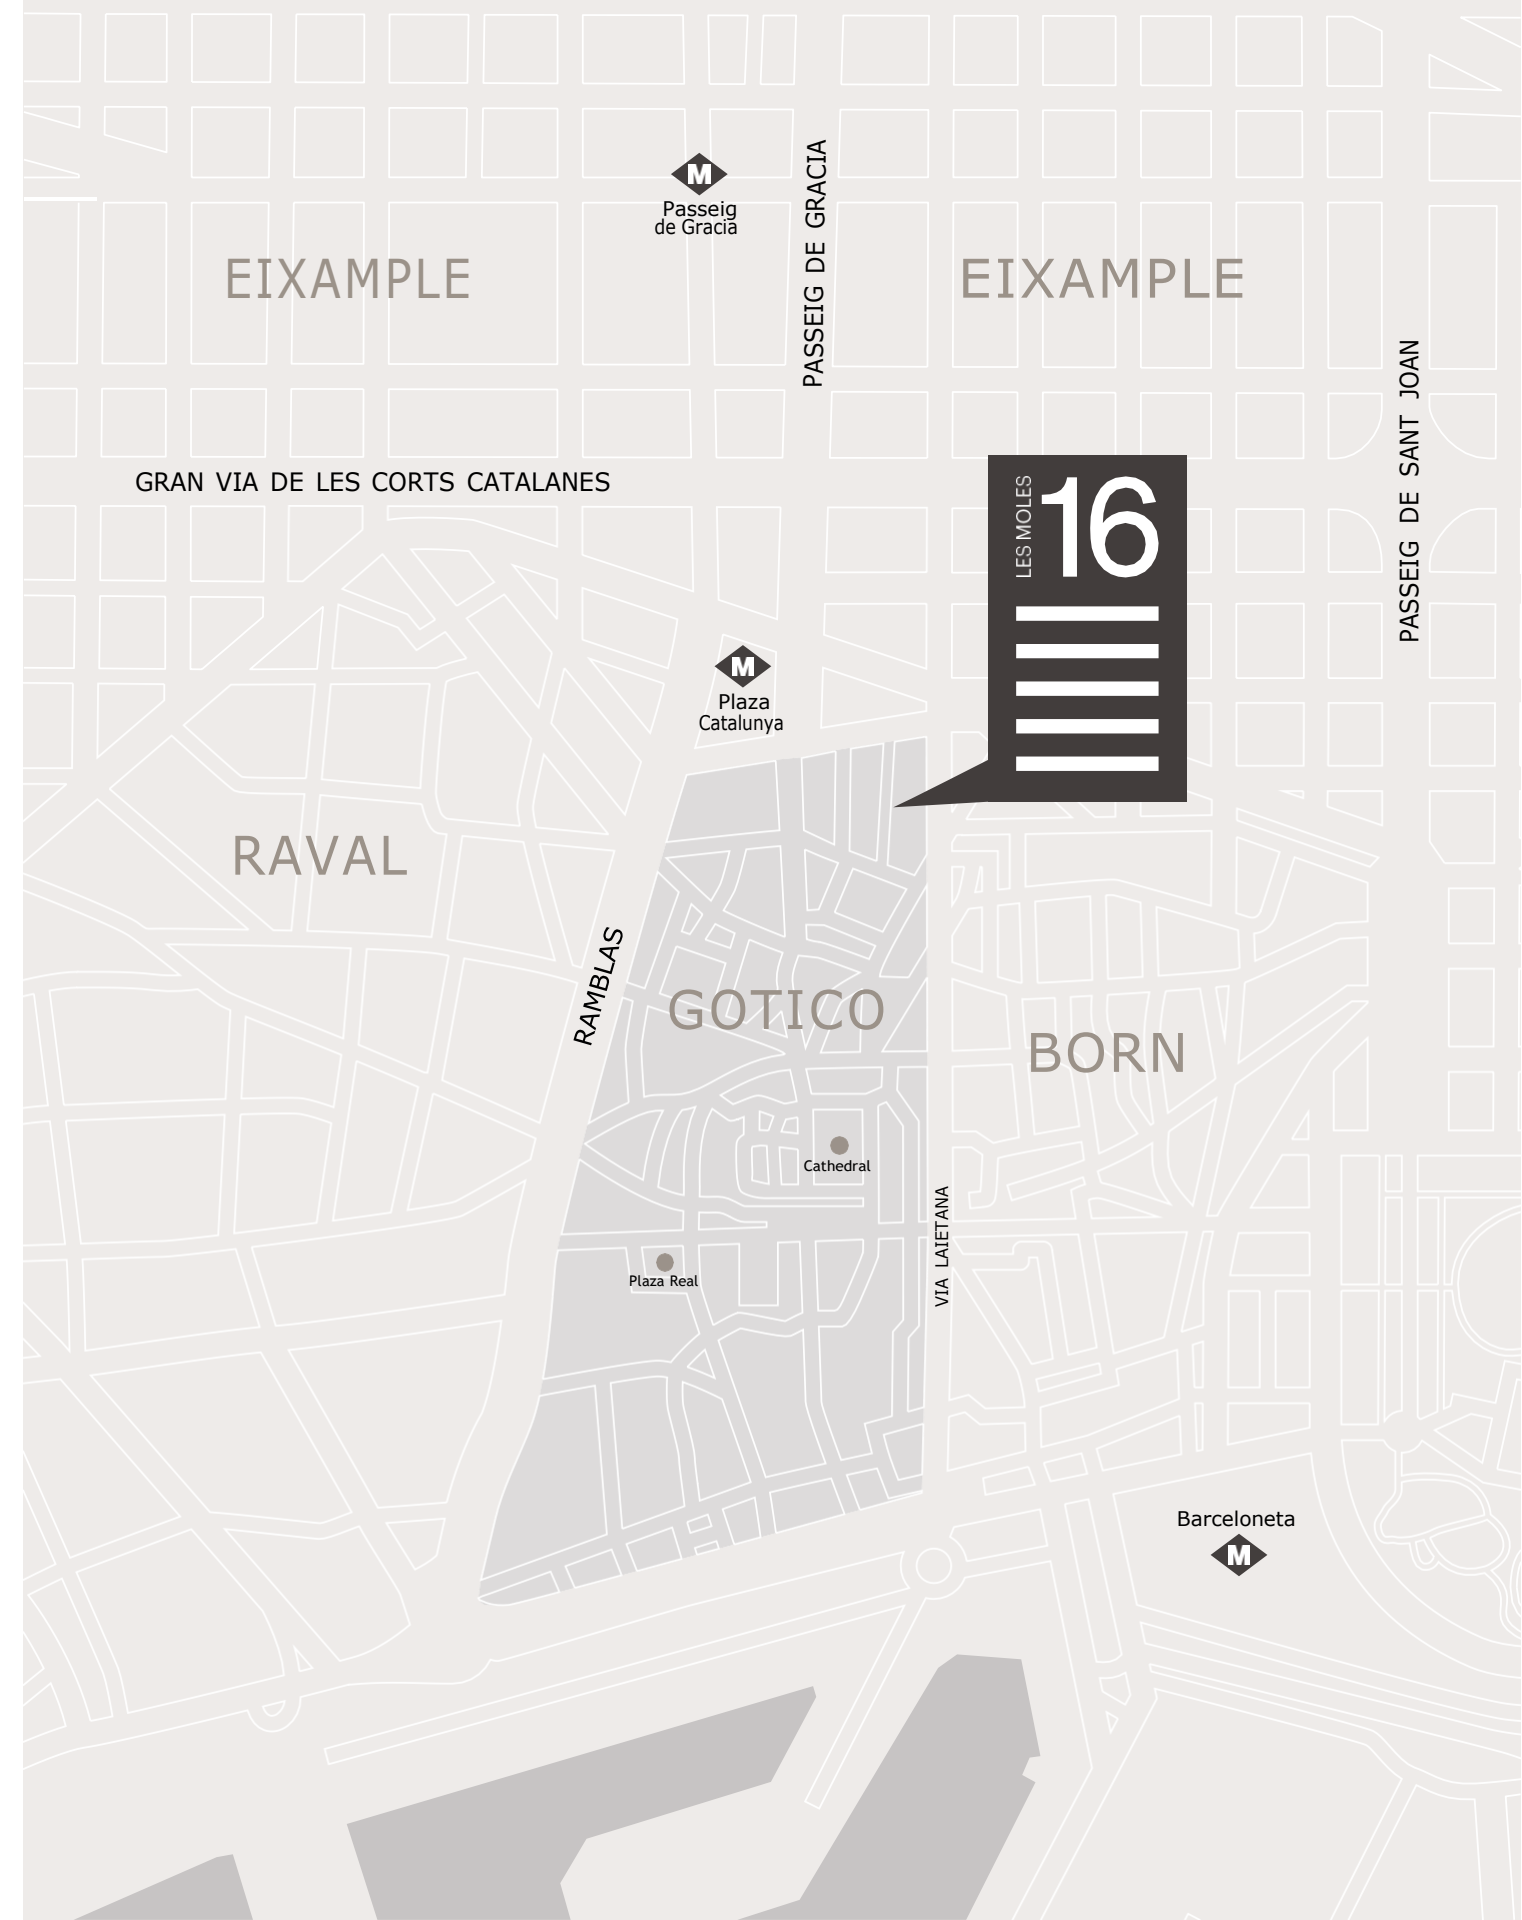 PASSEIG DE GRACIA
M
Passeig
de Gracia
EIXAMPLE
EIXAMPLE
PASSEIG DE SANT JOAN
GRAN VIA DE LES CORTS CATALANES
LES MOLES
16
M
Plaza
Catalunya
RAVAL
RAMBLAS
GOTICO
BORN
Cathedral
VIA LAIETANA
Plaza Real
Barceloneta
M